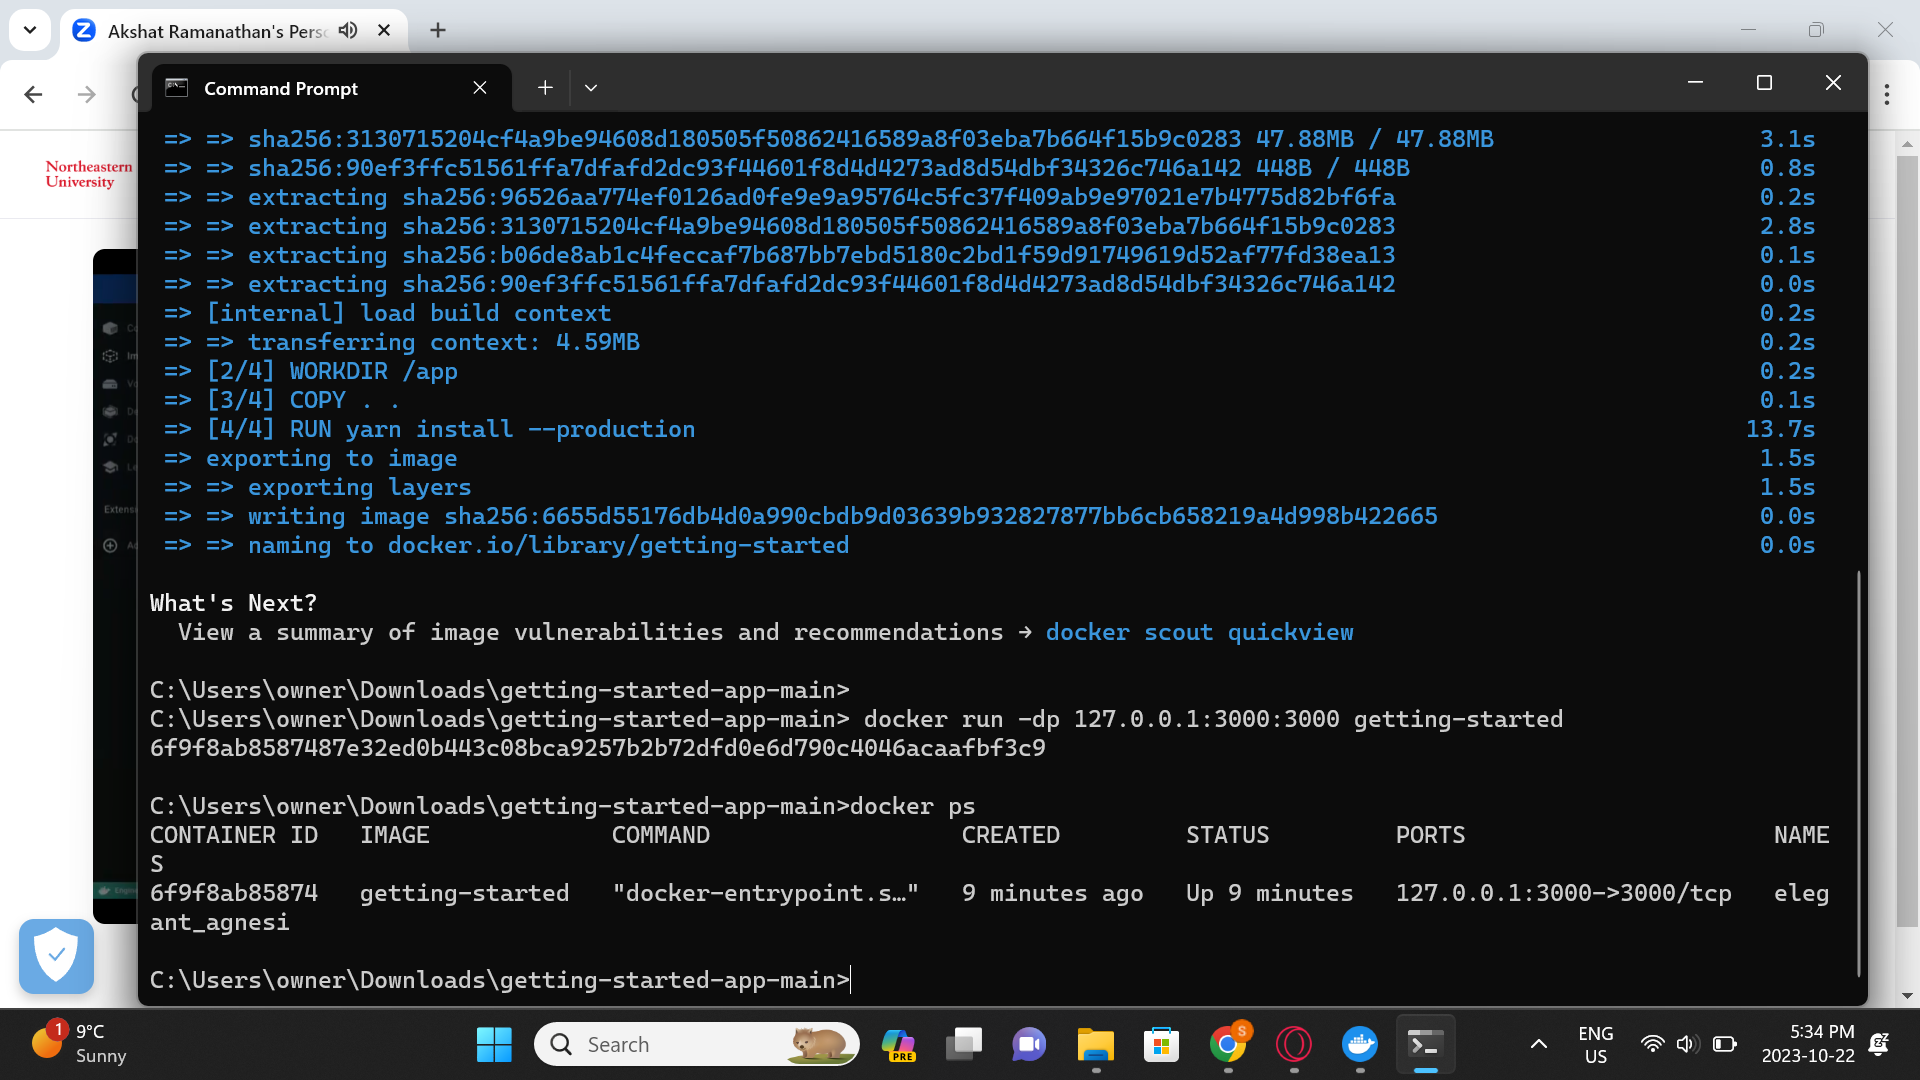 Akshat Ramanathan's Pers
Command Prompt
Northeastern
University
=> => sha256:3130715204cf4a9be94608d180505f50862416589a8f03eba7b664f15b9c0283 47.88MB / 47.88MB 3.1s
=> => sha256:90ef3ffc51561ffa7dfafd2dc93f44601f8d4d4273ad8d54dbf34326c746a142 448B / 448B 0.8s
=> => extracting sha256:96526aa774ef0126ad0fe9e9a95764c5fc37f409ab9e97021e7b4775d82bf6fa 0.2s
=> => extracting sha256:3130715204cf4a9be94608d180505f50862416589a8f03eba7b664f15b9c0283 2.8s
=> => extracting sha256:b06de8ab1c4feccaf7b687bb7ebd5180c2bd1f59d91749619d52af77fd38ea13 0.1s
=> => extracting sha256:90ef3ffc51561ffa7dfafd2dc93f44601f8d4d4273ad8d54dbf34326c746a142 0.0s
=> [internal] load build context 0.2s
=> => transferring context: 4.59MB 0.2s
=> [2/4] WORKDIR /app 0.2s
=> [3/4] COPY . . 0.1s
=> [4/4] RUN yarn install --production 13.7s
=> exporting to image 1.5s
=> => exporting layers 1.5s
=> => writing image sha256:6655d55176db4d0a990cbdb9d03639b932827877bb6cb658219a4d998b422665 0.0s
=> => naming to docker.io/library/getting-started 0.0s
What's Next?
View a summary of image vulnerabilities and recommendations → docker scout quickview
C:\Users\owner\Downloads\getting-started-app-main>
C:\Users\owner\Downloads\getting-started-app-main> docker run -dp 127.0.0.1:3000:3000 getting-started
6f9f8ab8587487e32ed0b443c08bca9257b2b72dfd0e6d790c4046acaafbf3c9
C:\Users\owner\Downloads\getting-started-app-main>docker ps
CONTAINER ID IMAGE COMMAND CREATED STATUS PORTS NAME
S
6f9f8ab85874 getting-started "docker-entrypoint.s…" 9 minutes ago Up 9 minutes 127.0.0.1:3000->3000/tcp eleg
ant_agnesi
C:\Users\owner\Downloads\getting-started-app-main>
1
9°C
Sunny
Search
PRE
S
ENG
US
5:34 PM
2023-10-22